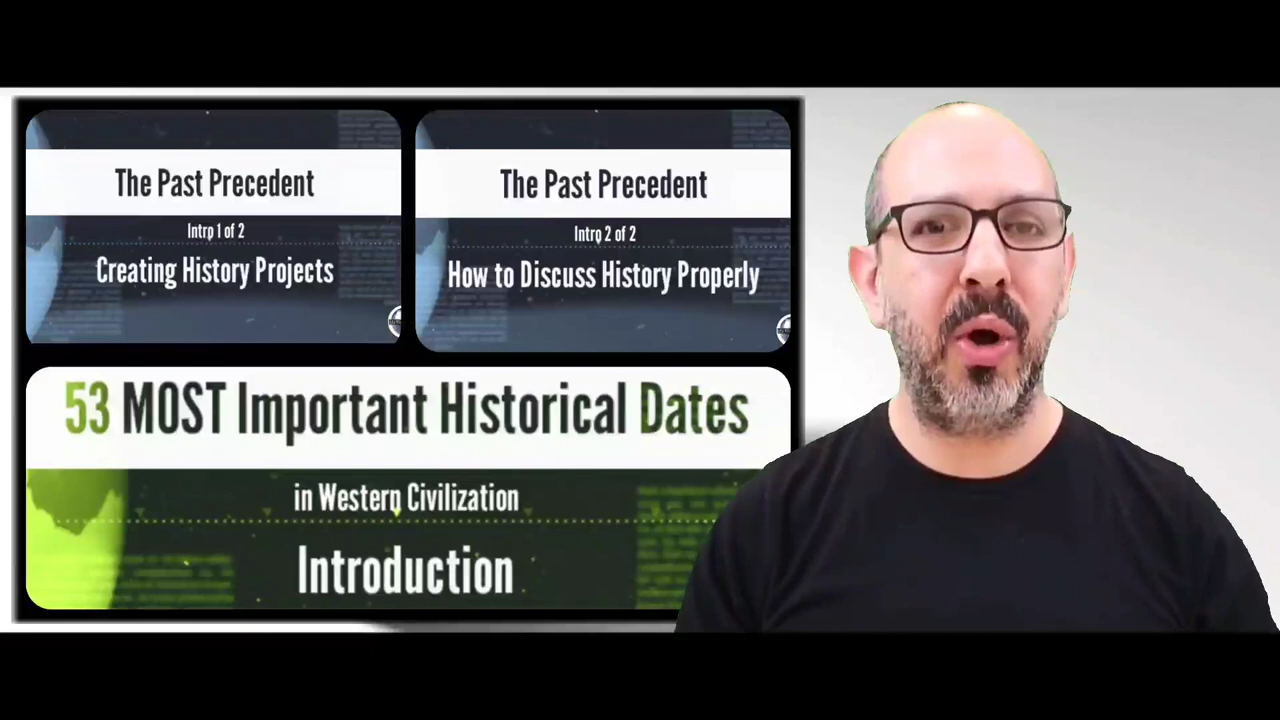 The Past Precedent
Intro 1 of 2
Creating History Projects
The Past Precedent
Intro 2 of 2
How to Discuss History Properly
53 MOST Important Historical Dates
in Western Civilization
Introduction